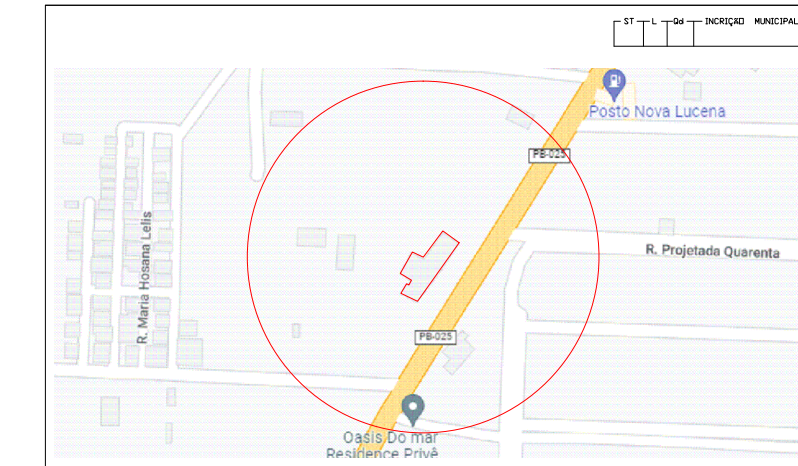 ST L Qd INCRIÇÃO MUNICIPAL
Posto Nova Lucena
PB-025
R. Projetada Quarenta
R. Maria Hosana Lelis
PB-025
Oasis Do mar
Residence Privê